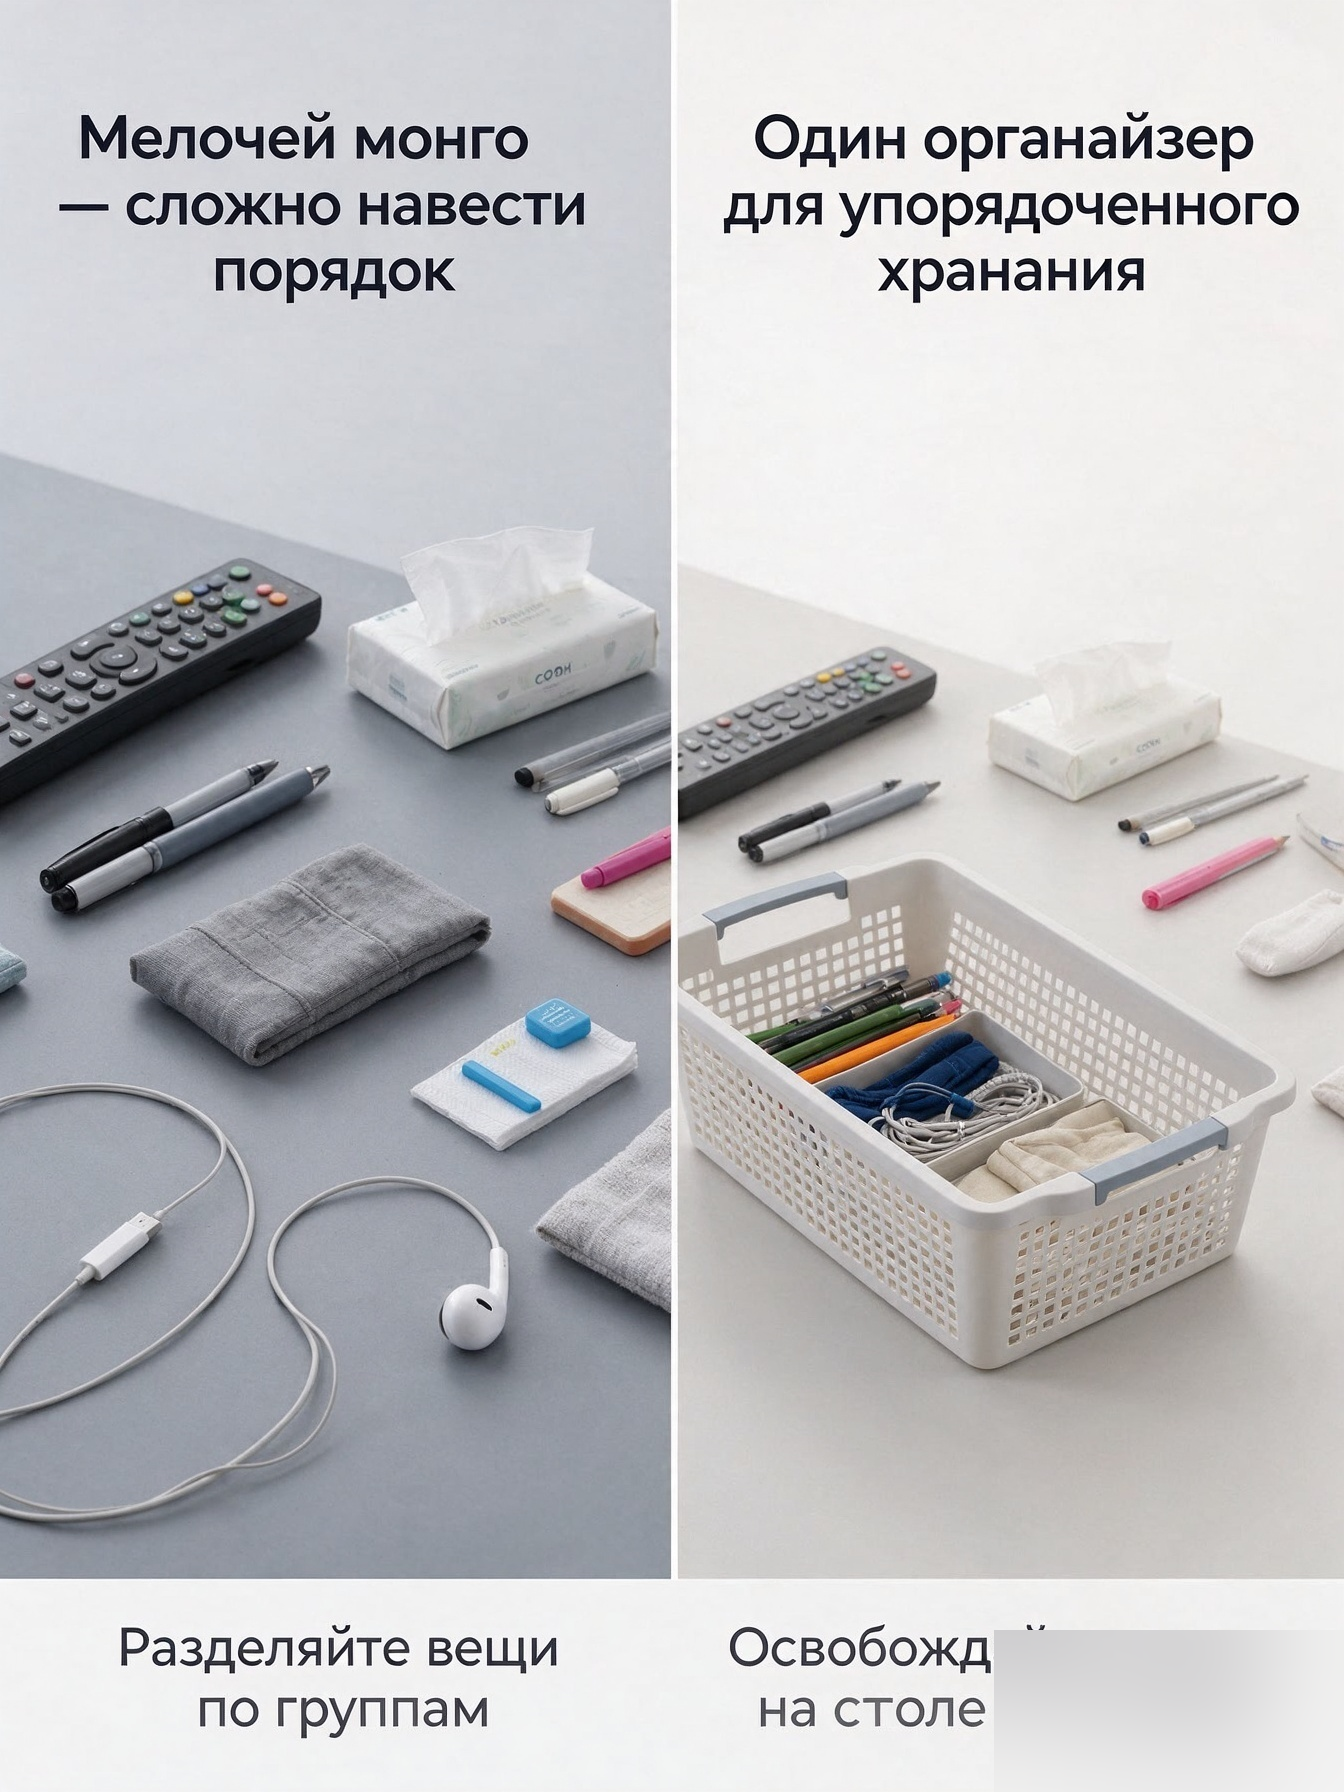 Мелочей монго
— сложно навести
порядок
Один органайзер
для упорядоченного
хранания
Разделяйте вещи
по группам
на столе